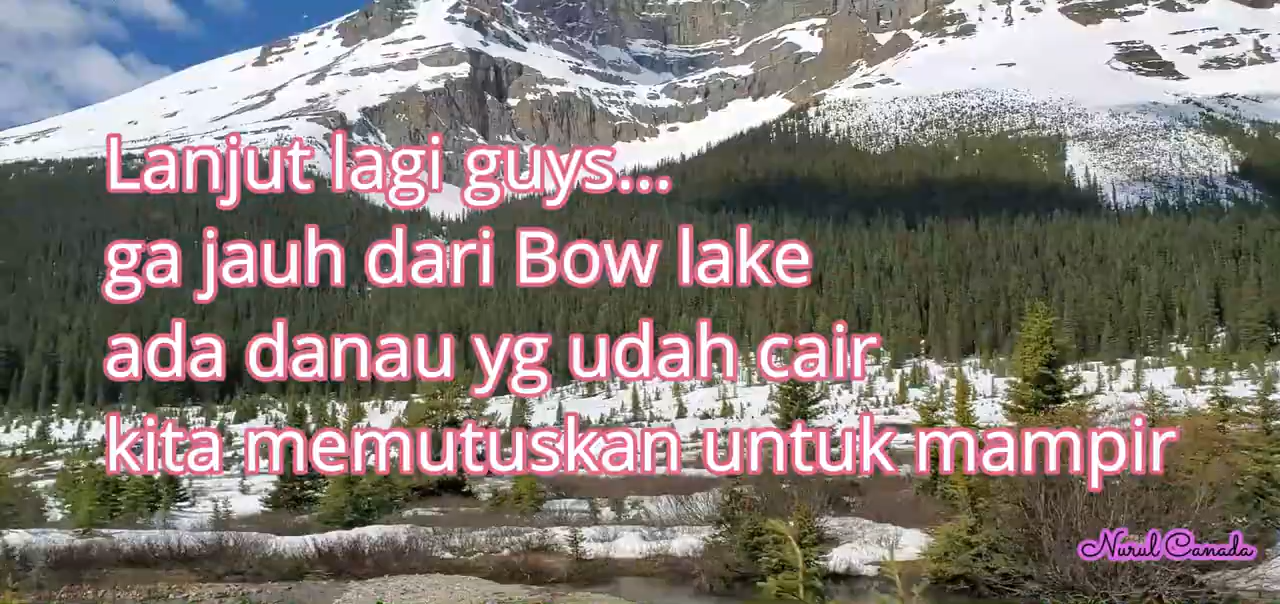 Lanjut lagi guys...
ga jauh dari Bow lake
ada danau yg udah cair
kita memutuskan untuk mampir
Nurul Canada